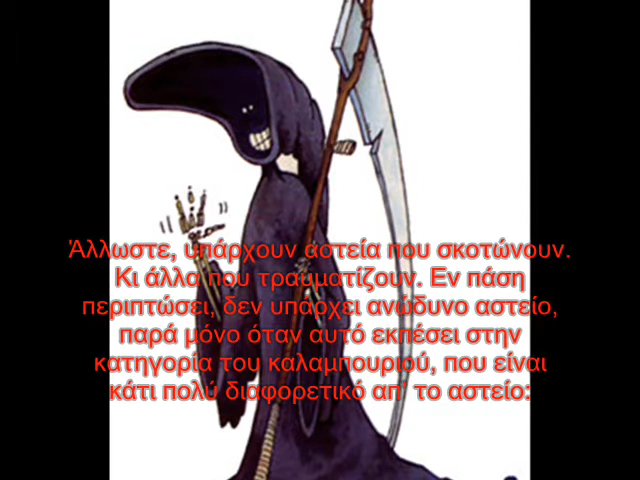 Άλλωστε, υπάρχουν αστεία που σκοτώνουν.
Κι άλλα που τραυματίζουν. Εν πάση
περιπτώσει, δεν υπάρχει ανώδυνο αστείο,
παρά μόνο όταν αυτό εκπέσει στην
κατηγορία του καλαμπουριού, που είναι
κάτι πολύ διαφορετικό απ' το αστείο: